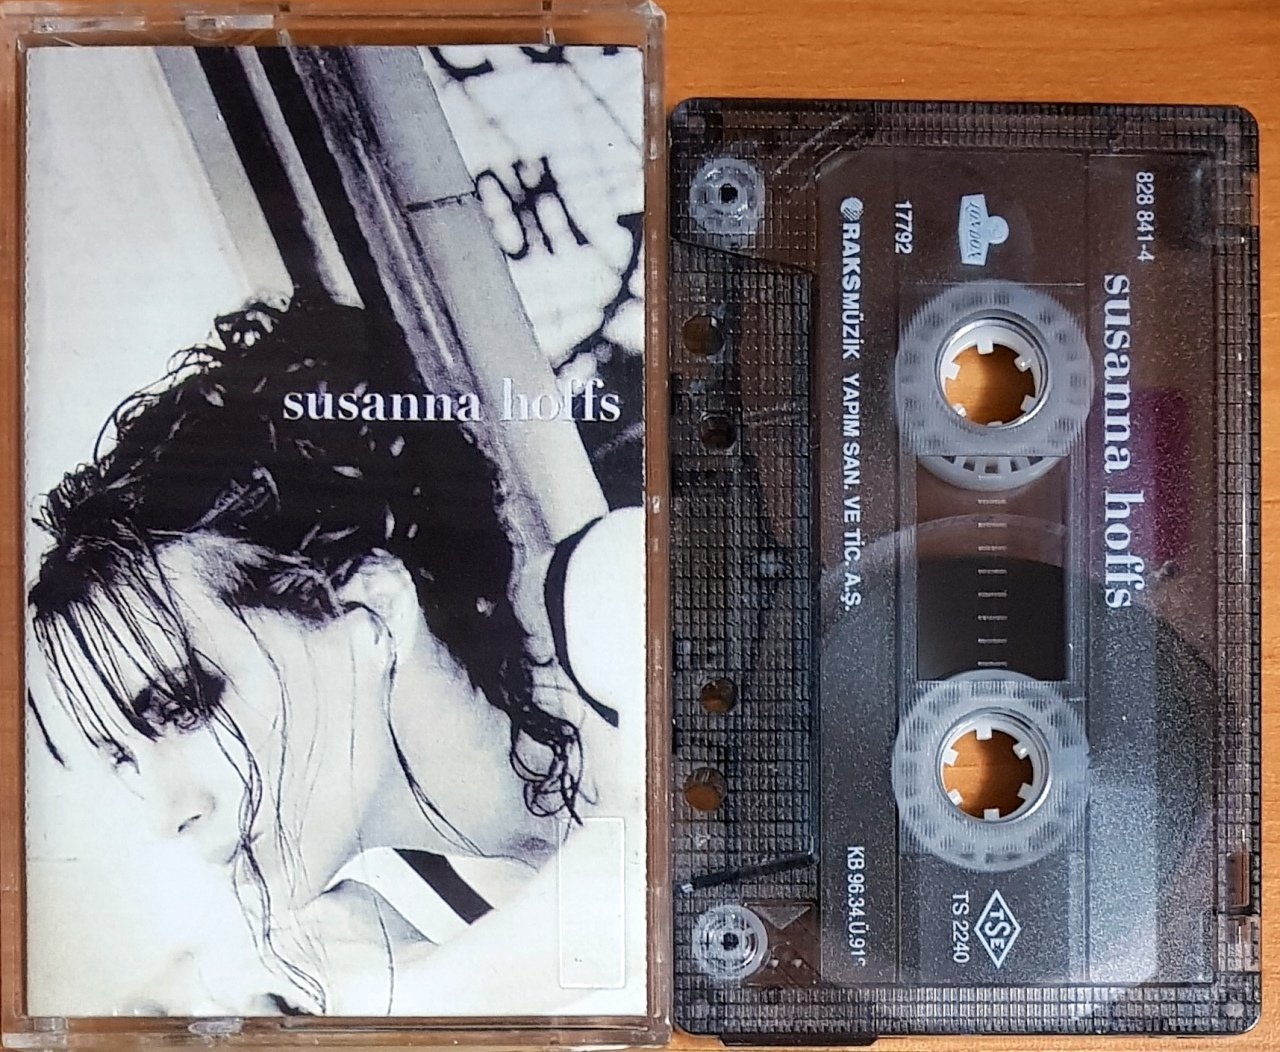 susanna hoffs
828 841-4
susanna hoffs
LONDON
17792
RAKSMÜZİK YAPIM SAN. VE TİC. A.Ş.
TSE
TS 2240
KB.96.34.Ü.91